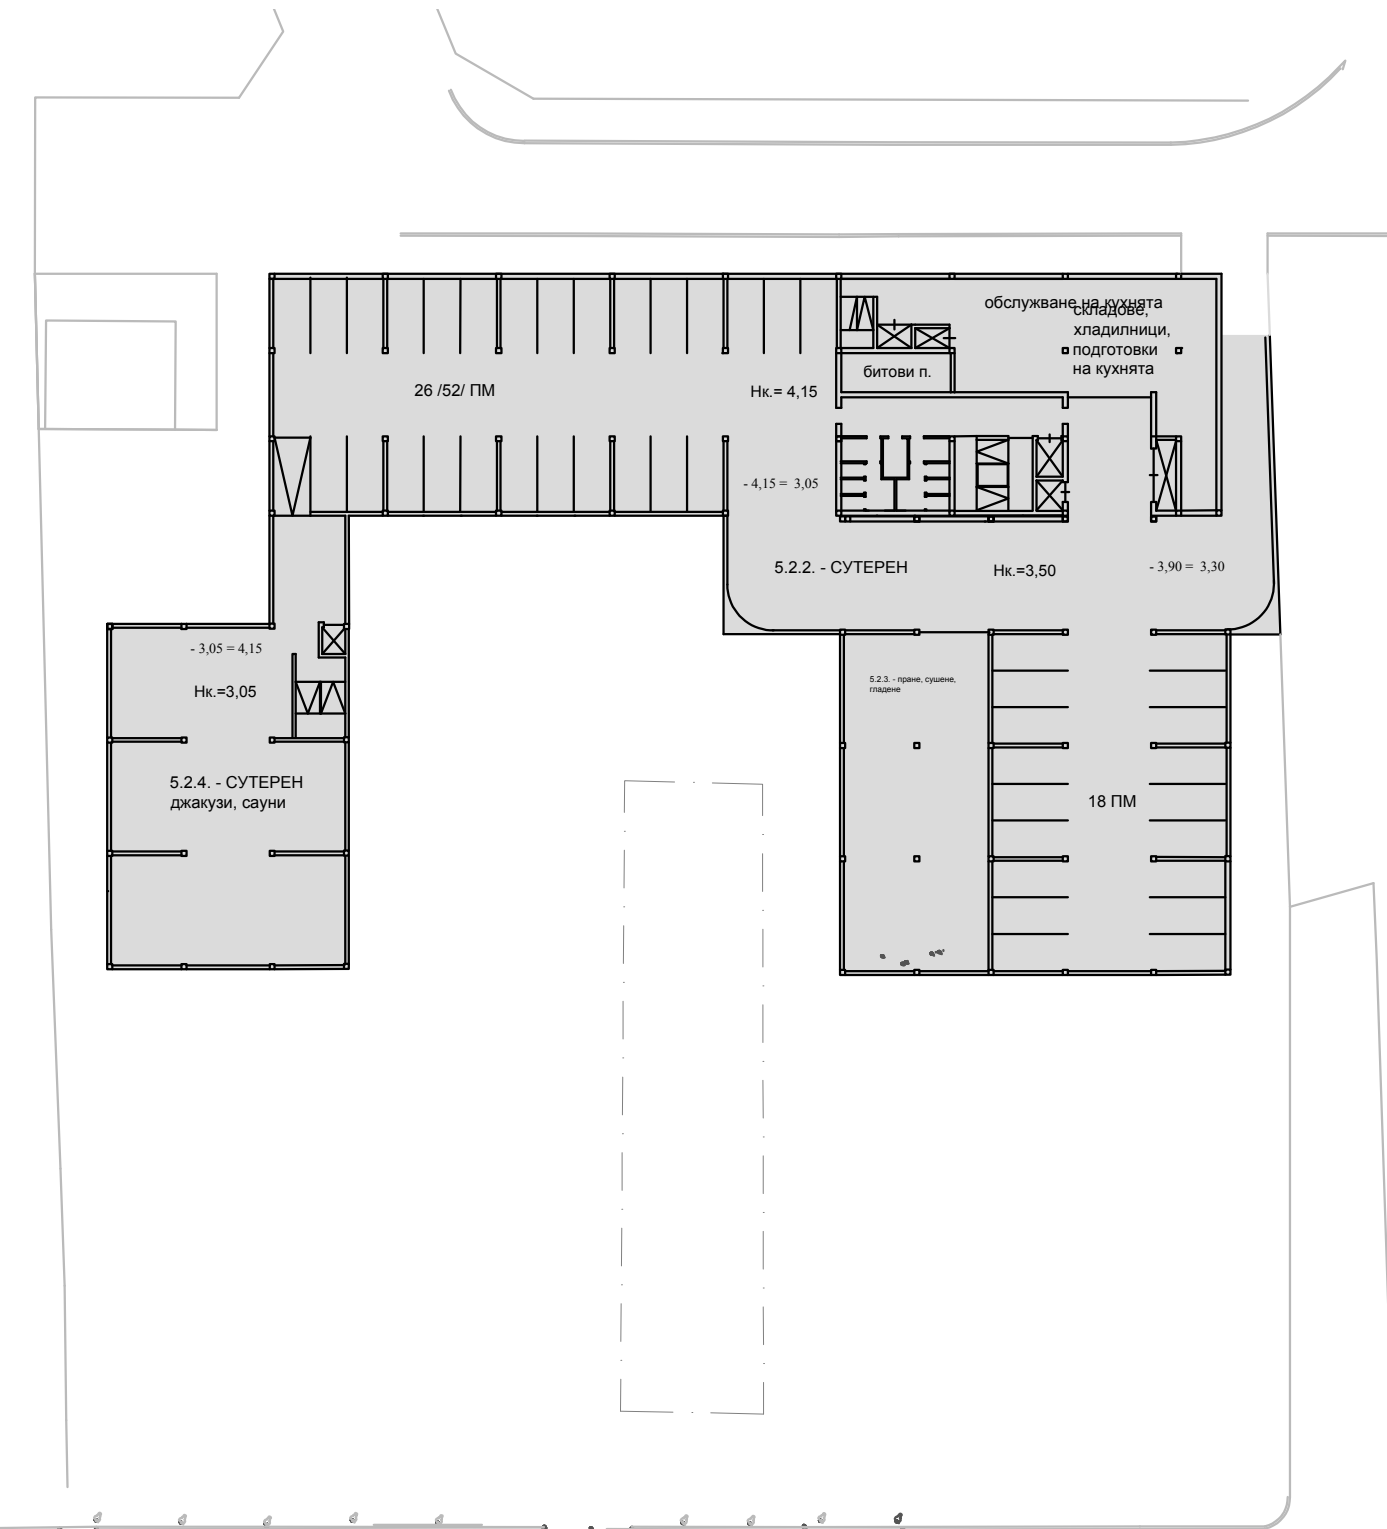 обслужване на кухнята
складове,
хладилници,
подготовки
на кухнята
битови п.
26 /52/ ПМ
Нк.= 4,15
- 4,15 = 3,05
5.2.2. - СУТЕРЕН
Нк.=3,50
- 3,90 = 3,30
- 3,05 = 4,15
Нк.=3,05
5.2.3. - пране, сушене,
гладене
5.2.4. - СУТЕРЕН
джакузи, сауни
18 ПМ